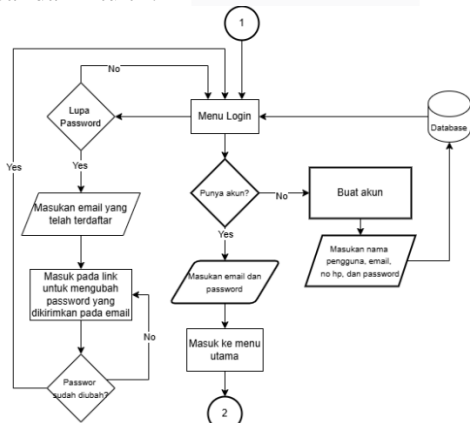 1
No
Lupa
Password
Menu Login
Database
Yes
Yes
Punya akun?
No
Buat akun
Masukan email yang
telah terdaftar
Yes
Masukan nama
pengguna, email,
no hp, dan password
Masukan email dan
password
Masuk pada link
untuk mengubah
password yang
dikirimkan pada email
No
Masuk ke menu
utama
Passwor
sudah diubah?
2